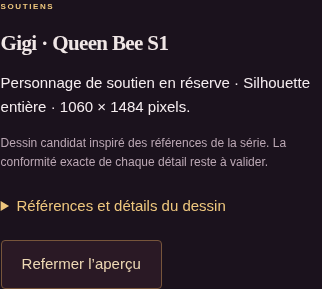 SOUTIENS
Gigi · Queen Bee S1
Personnage de soutien en réserve · Silhouette
entière · 1060 × 1484 pixels.
Dessin candidat inspiré des références de la série. La
conformité exacte de chaque détail reste à valider.
Références et détails du dessin
Refermer l’aperçu